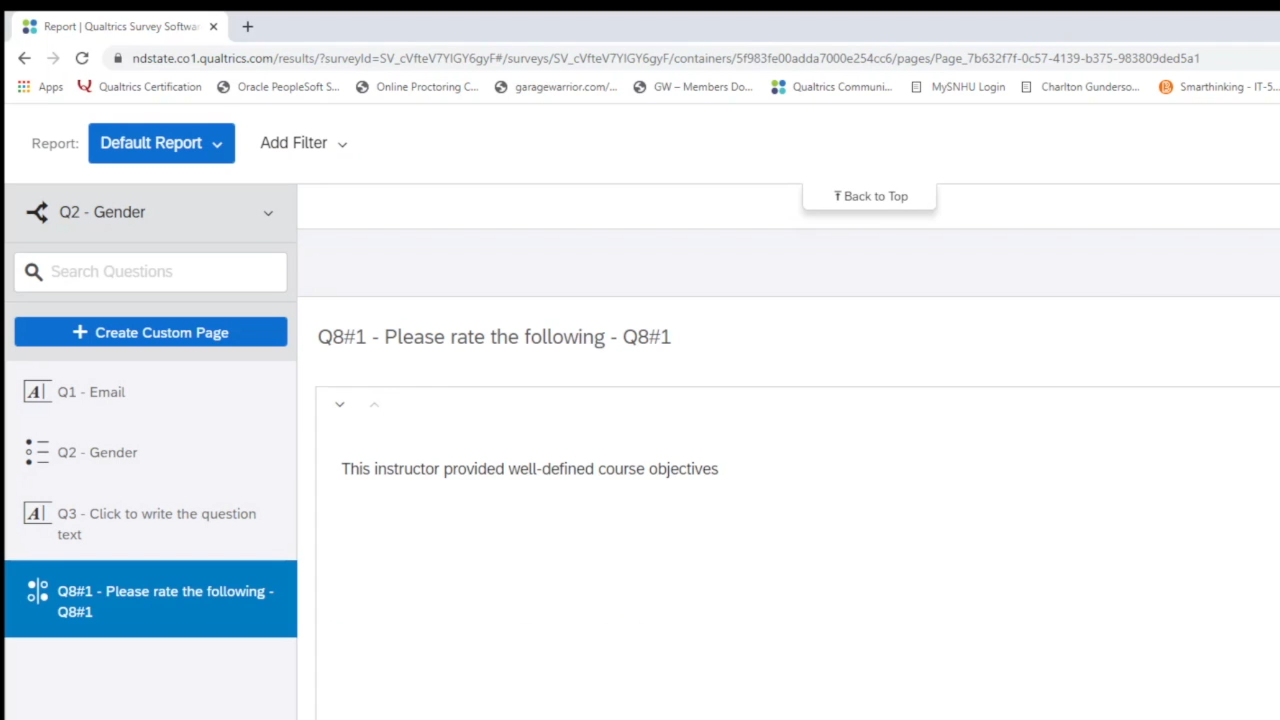 Report | Qualtrics Survey Softwa
ndstate.co1.qualtrics.com/results/?surveyId=SV_cVfteV7YIGY6gyF#/surveys/SV_cVfteV7YIGY6gyF/containers/5f983fe00adda7000e254cc6/pages/Page_7b632f7f-0c57-4139-b375-983809ded5a1
Apps Qualtrics Certification Oracle PeopleSoft S... Online Proctoring C... garagewarrior.com/... GW – Members Do... Qualtrics Communi... MySNHU Login Charlton Gunderso... Smarthinking - IT-5...
Report: Default Report Add Filter
Back to Top
Q2 - Gender
Search Questions
+ Create Custom Page
Q1 - Email
Q2 - Gender
Q3 - Click to write the question
text
Q8#1 - Please rate the following -
Q8#1
Q8#1 - Please rate the following - Q8#1
This instructor provided well-defined course objectives